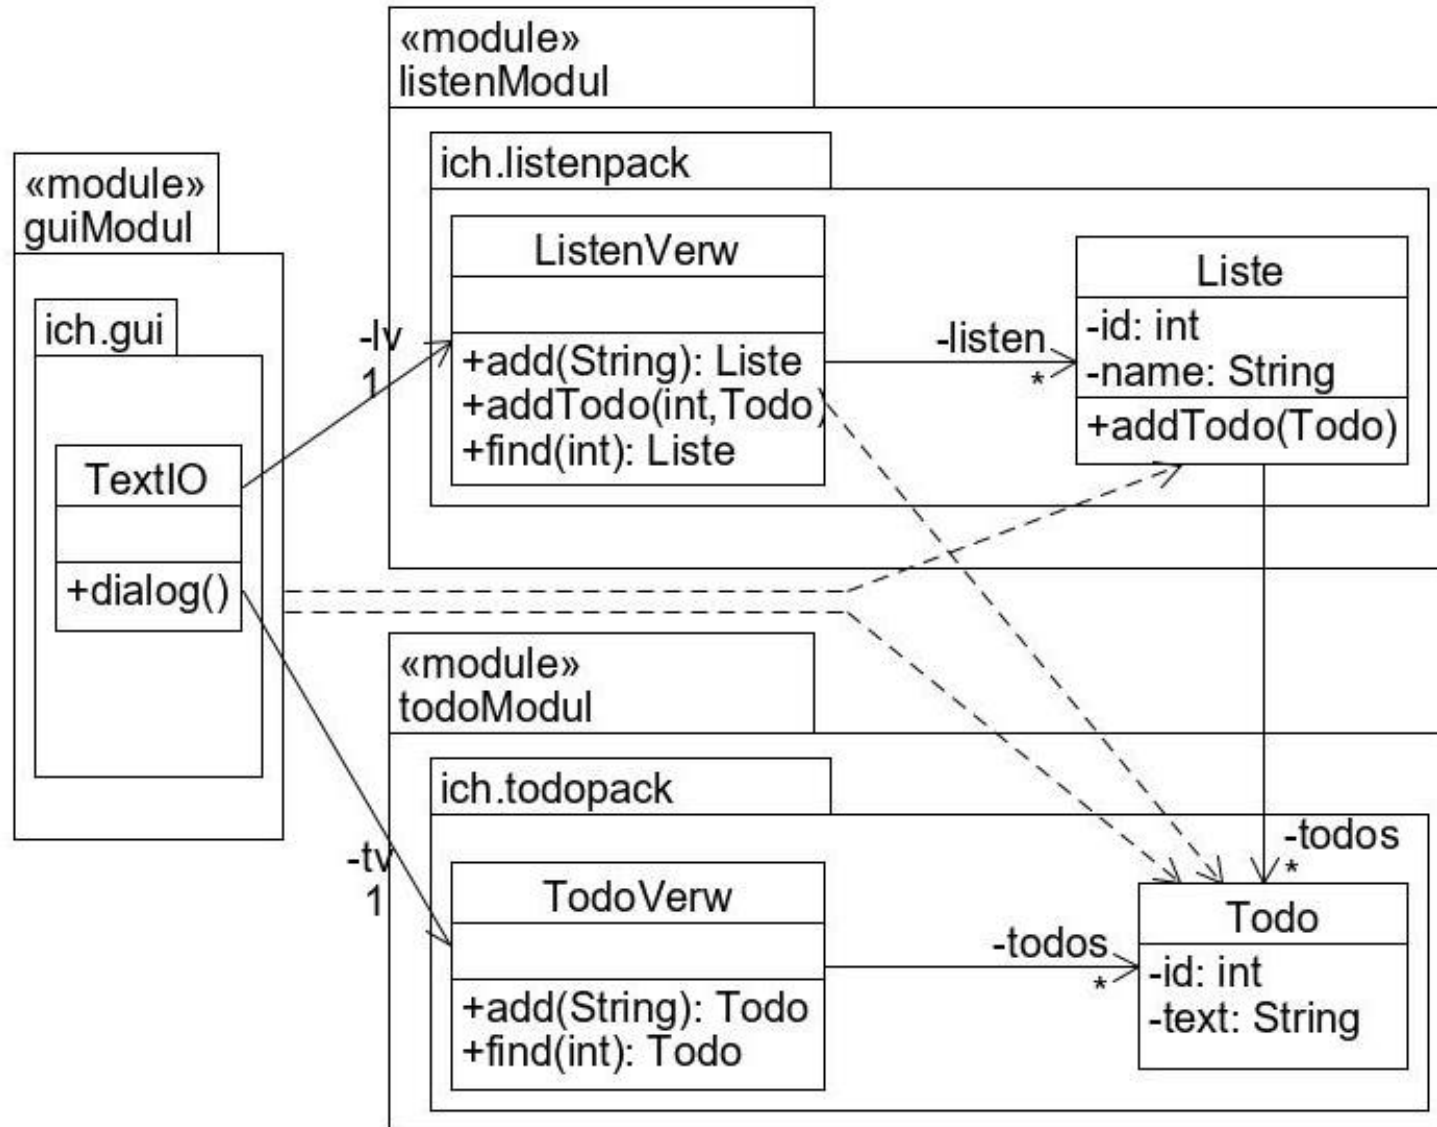 «module»
listenModul
ich.listenpack
ListenVerw
+add(String): Liste
+addTodo(int,Todo)
+find(int): Liste
-listen
*
Liste
-id: int
-name: String
+addTodo(Todo)
«module»
guiModul
ich.gui
TextIO
+dialog()
-lv
1
-tv
1
«module»
todoModul
ich.todopack
TodoVerw
+add(String): Todo
+find(int): Todo
-todos
*
-todos
*
Todo
-id: int
-text: String